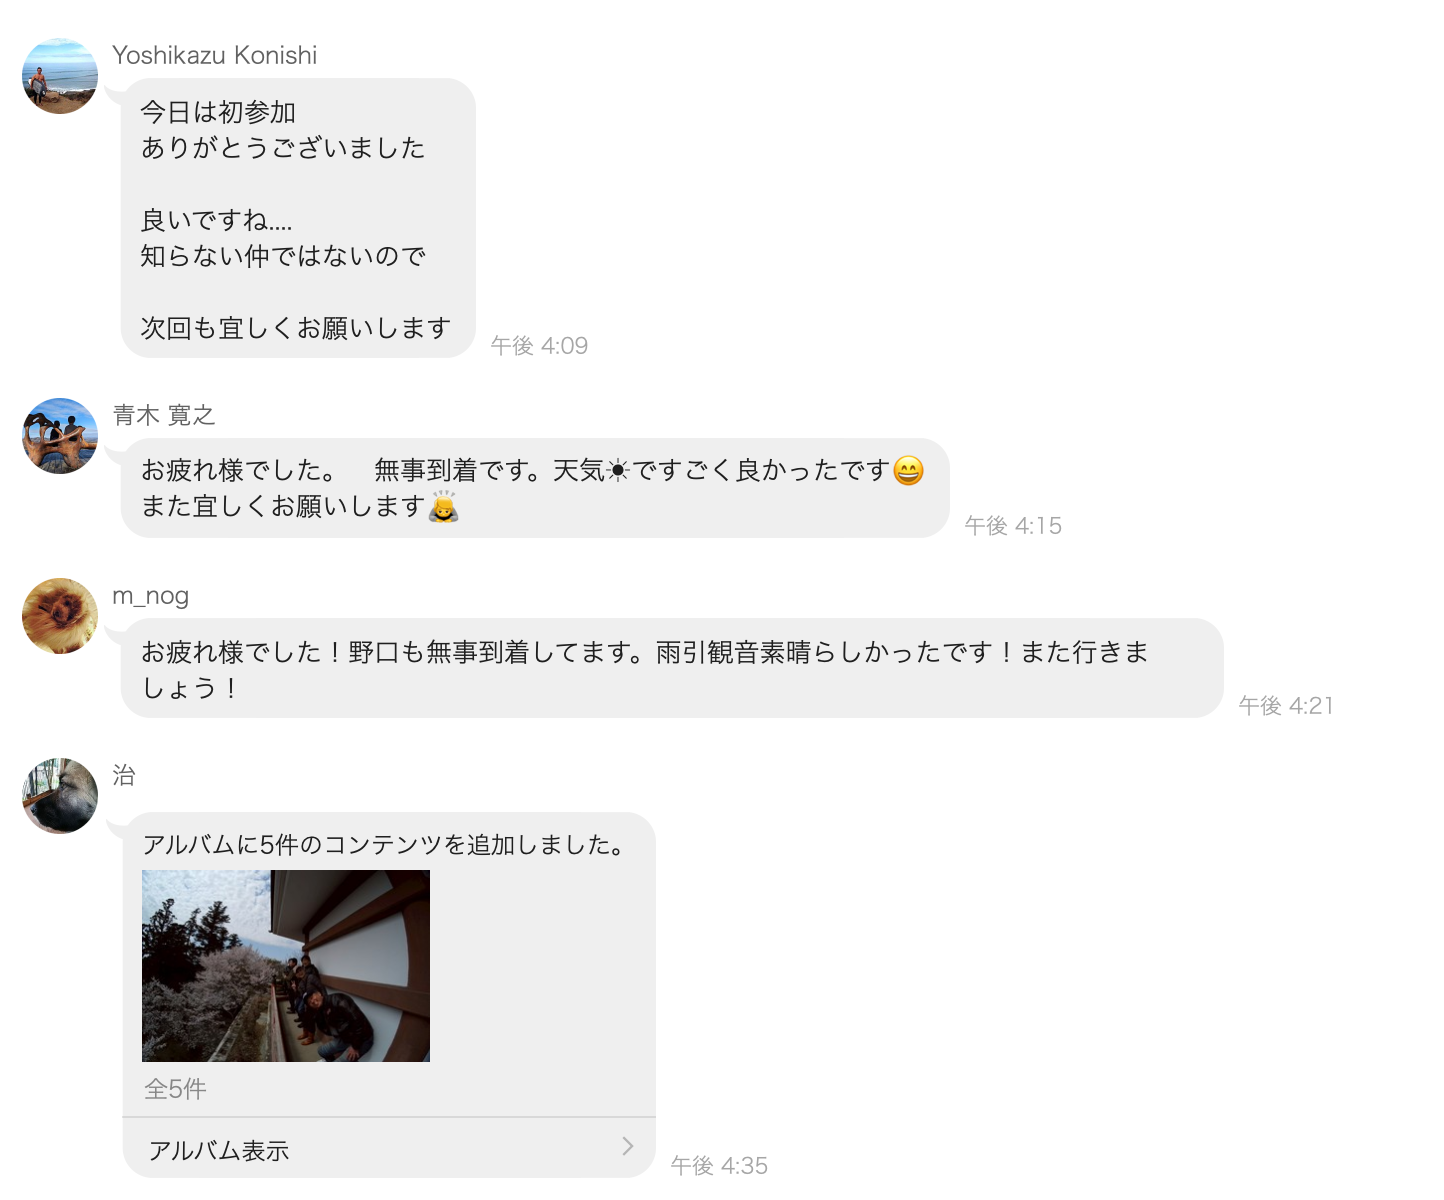 Yoshikazu Konishi
今日は初参加
ありがとうございました
良いですね....
知らない仲ではないので
次回も宜しくお願いします
午後 4:09
青木 寛之
お疲れ様でした。　無事到着です。天気☀ですごく良かったです😄
また宜しくお願いします🙇
午後 4:15
m_nog
お疲れ様でした！野口も無事到着してます。雨引観音素晴らしかったです！また行きま
しょう！
午後 4:21
治
アルバムに5件のコンテンツを追加しました。
全5件
アルバム表示
午後 4:35